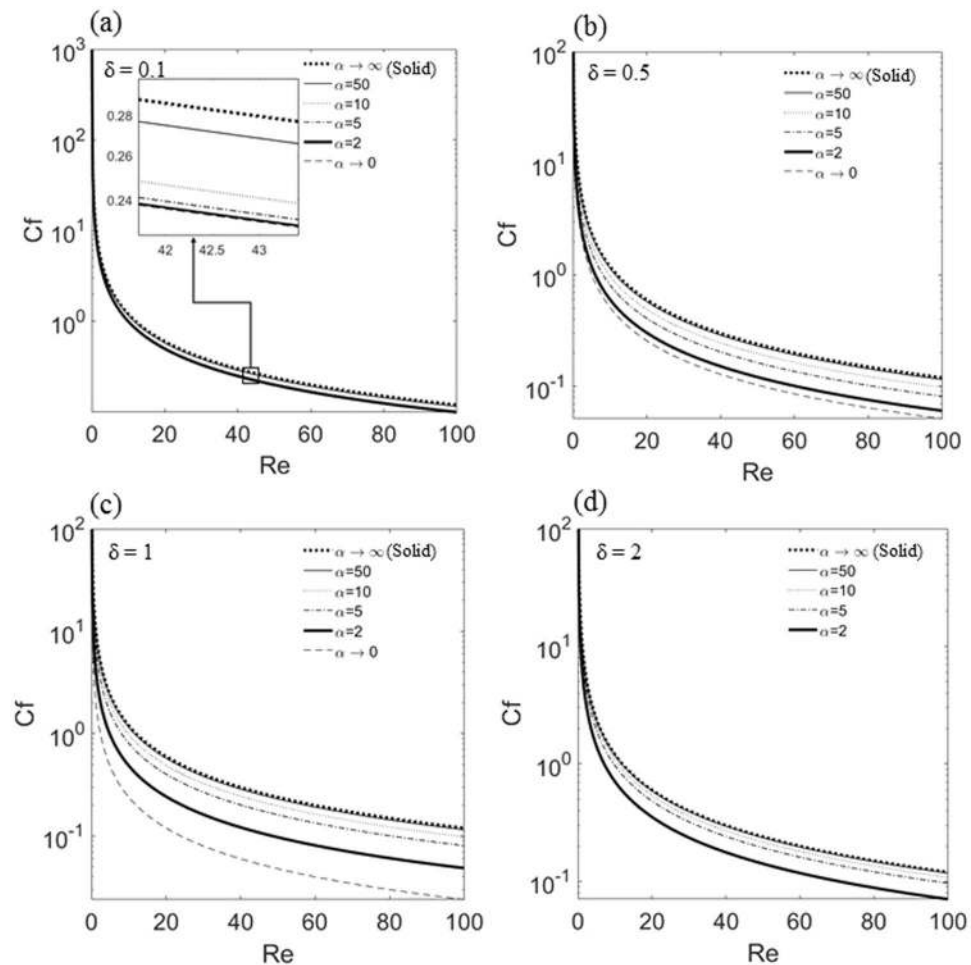 (a)
δ = 0.1
α → ∞ (Solid)
α=50
α=10
α=5
α=2
α → 0
10³
10²
10¹
10⁰
0.28
0.26
0.24
42
42.5
43
Cf
0 20 40 60 80 100
Re
(b)
δ = 0.5
α → ∞ (Solid)
α=50
α=10
α=5
α=2
α → 0
10²
10¹
10⁰
10⁻¹
Cf
0 20 40 60 80 100
Re
(c)
δ = 1
α → ∞ (Solid)
α=50
α=10
α=5
α=2
α → 0
10²
10¹
10⁰
10⁻¹
Cf
0 20 40 60 80 100
Re
(d)
δ = 2
α → ∞ (Solid)
α=50
α=10
α=5
α=2
10²
10¹
10⁰
10⁻¹
Cf
0 20 40 60 80 100
Re